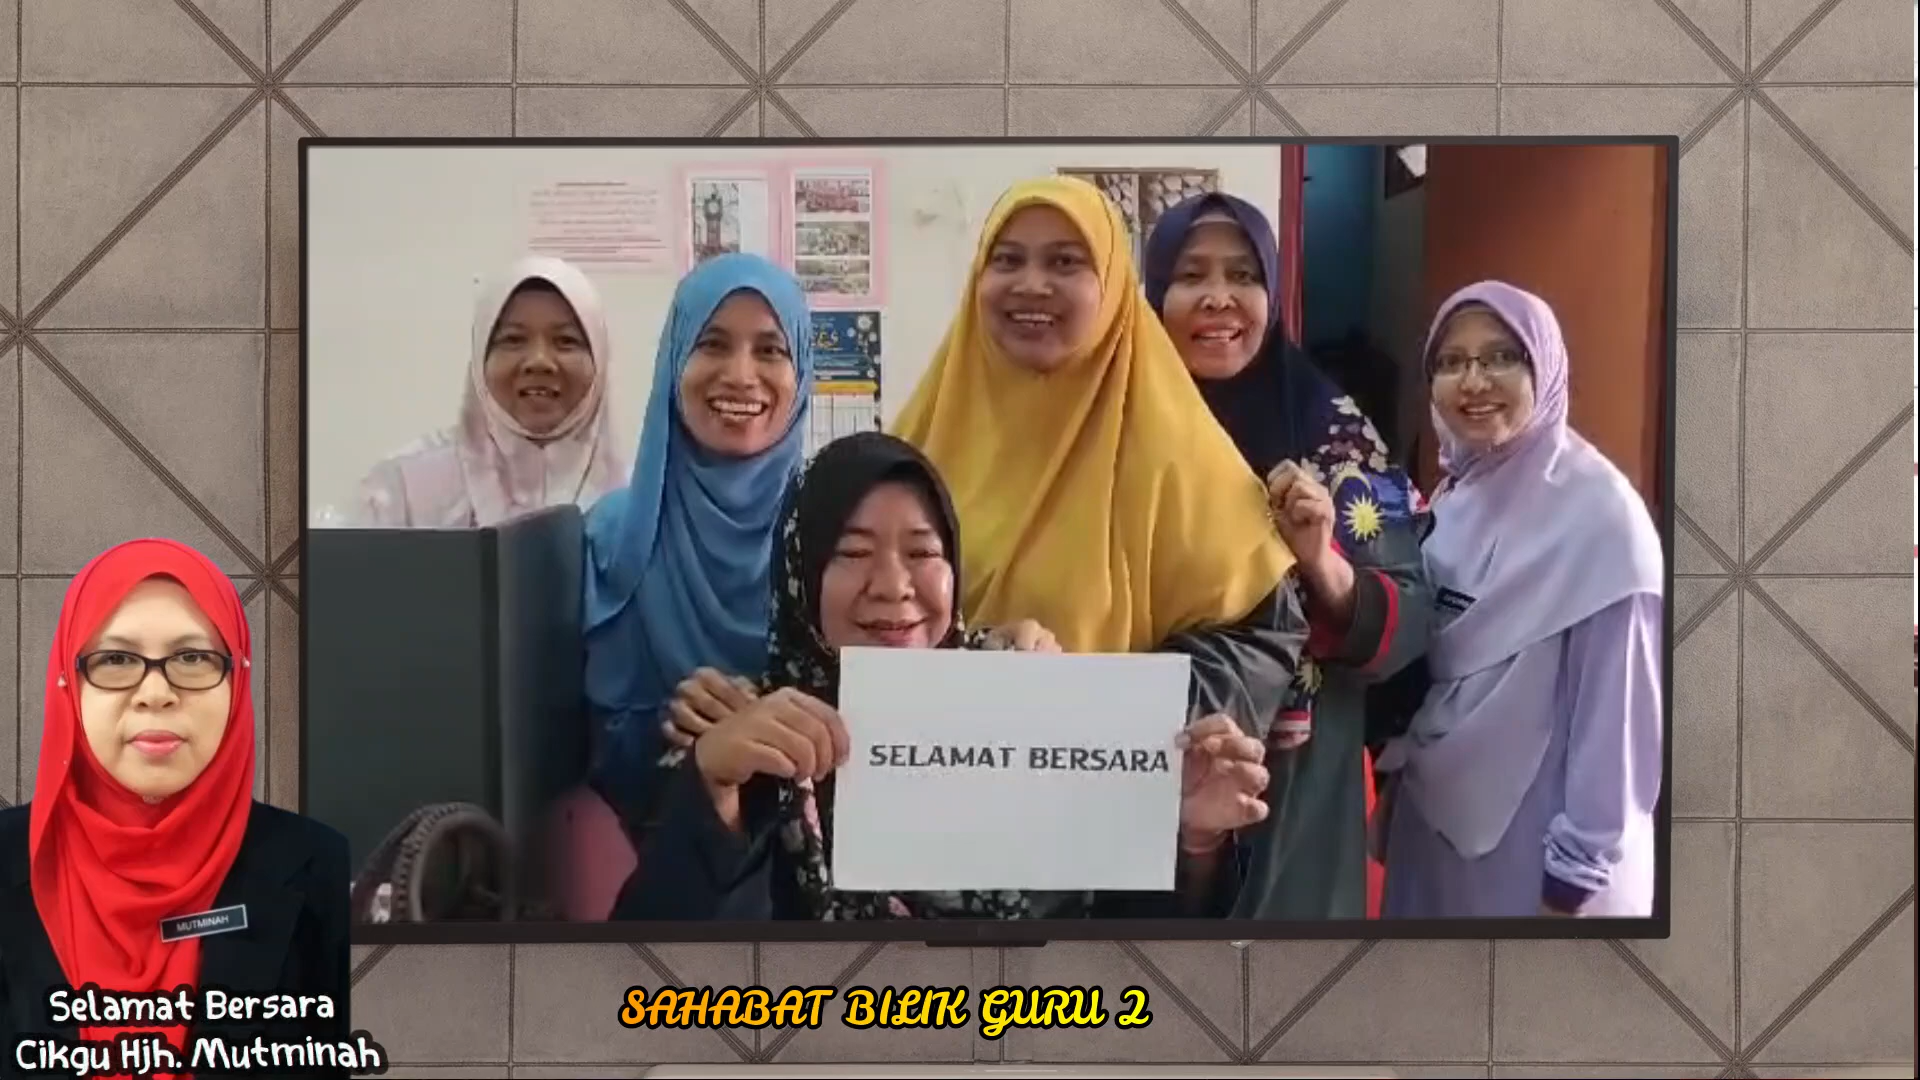 SELAMAT BERSARA
MUTMINAH
Selamat Bersara
Cikgu Hjh. Mutminah
SAHABAT BILIK GURU 2